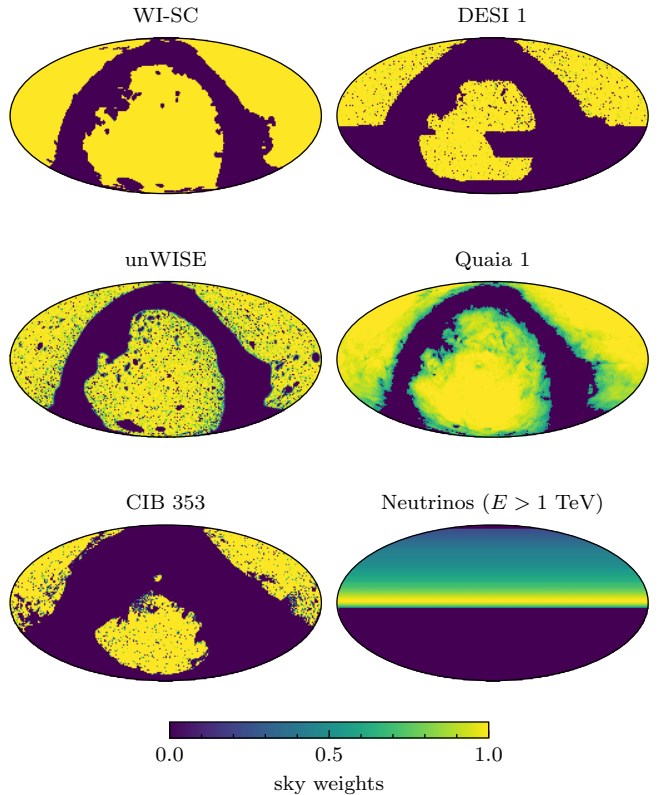 WI-SC
DESI 1
unWISE
Quaia 1
CIB 353
Neutrinos (E > 1 TeV)
0.0
0.5
1.0
sky weights